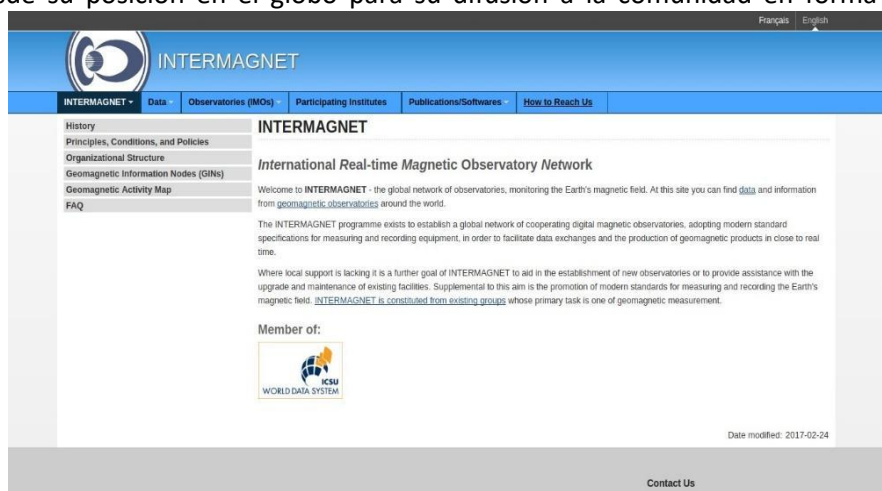 de su posición en el globo para su difusión a la comunidad en forma
Français English
INTERMAGNET
INTERMAGNET Data Observatories (IMOs) Participating Institutes Publications/Softwares How to Reach Us
History
Principles, Conditions, and Policies
Organizational Structure
Geomagnetic Information Nodes (GINs)
Geomagnetic Activity Map
FAQ
INTERMAGNET
International Real-time Magnetic Observatory Network
Welcome to INTERMAGNET - the global network of observatories, monitoring the Earth's magnetic field. At this site you can find data and information
from geomagnetic observatories around the world.
The INTERMAGNET programme exists to establish a global network of cooperating digital magnetic observatories, adopting modern standard
specifications for measuring and recording equipment, in order to facilitate data exchanges and the production of geomagnetic products in close to real
time.
Where local support is lacking it is a further goal of INTERMAGNET to aid in the establishment of new observatories or to provide assistance with the
upgrade and maintenance of existing facilities. Supplemental to this aim is the promotion of modern standards for measuring and recording the Earth's
magnetic field. INTERMAGNET is constituted from existing groups whose primary task is one of geomagnetic measurement.
Member of:
ICSU
WORLD DATA SYSTEM
Date modified: 2017-02-24
Contact Us